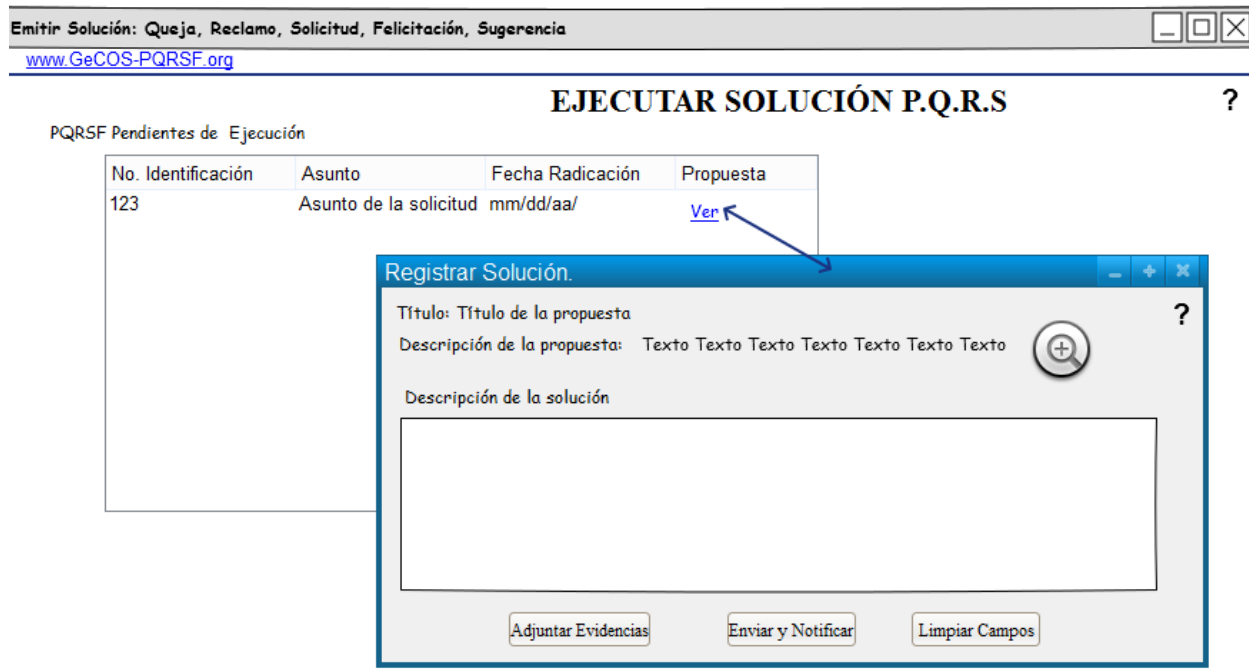 Emitir Solución: Queja, Reclamo, Solicitud, Felicitación, Sugerencia
www.GeCOS-PQRSF.org
EJECUTAR SOLUCIÓN P.Q.R.S ?
PQRSF Pendientes de Ejecución
No. Identificación Asunto Fecha Radicación Propuesta
123 Asunto de la solicitud mm/dd/aa/ Ver
Registrar Solución.
Título: Título de la propuesta ?
Descripción de la propuesta: Texto Texto Texto Texto Texto Texto Texto
Descripción de la solución
Adjuntar Evidencias Enviar y Notificar Limpiar Campos